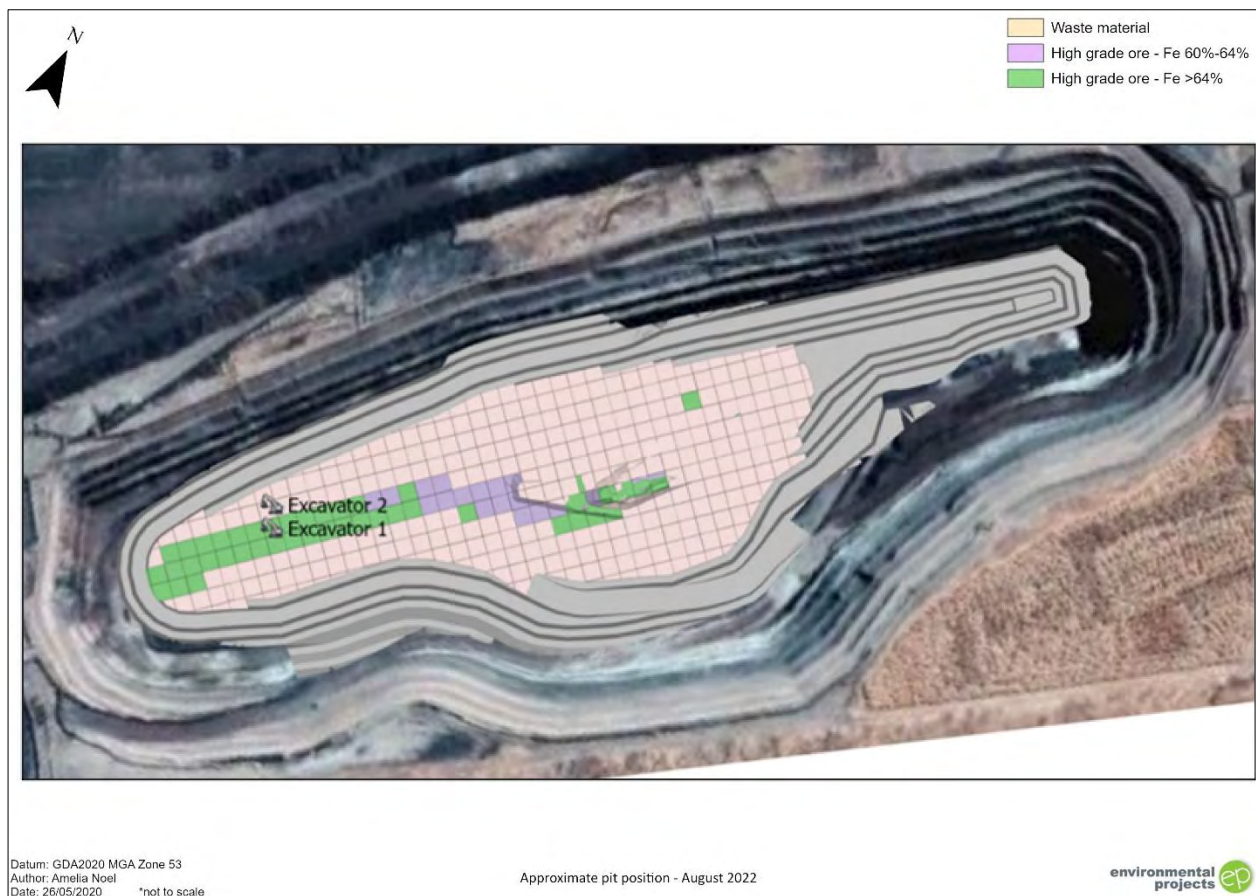 N
Waste material
High grade ore - Fe 60%-64%
High grade ore - Fe >64%
Excavator 2
Excavator 1
Datum: GDA2020 MGA Zone 53
Author: Amelia Noel
Date: 26/05/2020 *not to scale
Approximate pit position - August 2022
environmental
projects ep